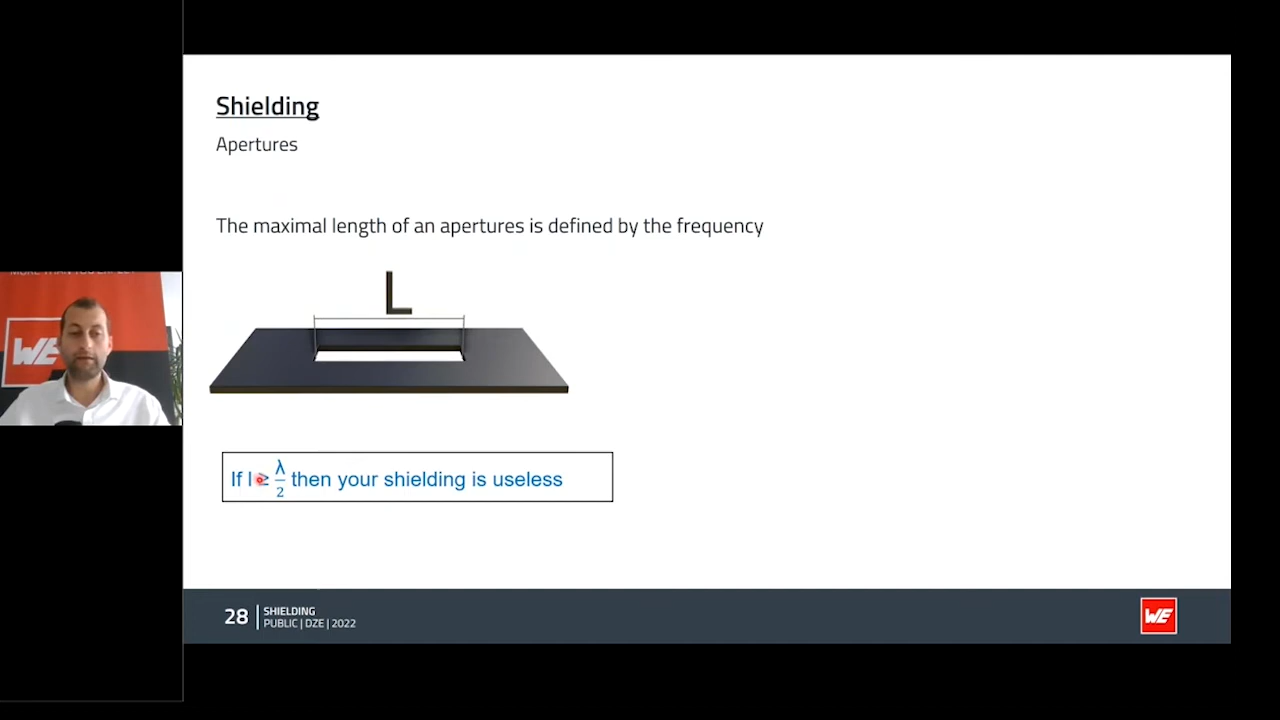 Shielding
Apertures
The maximal length of an apertures is defined by the frequency
L
If l ≥ λ/2 then your shielding is useless
28
SHIELDING
PUBLIC | DZE | 2022
WE
WE